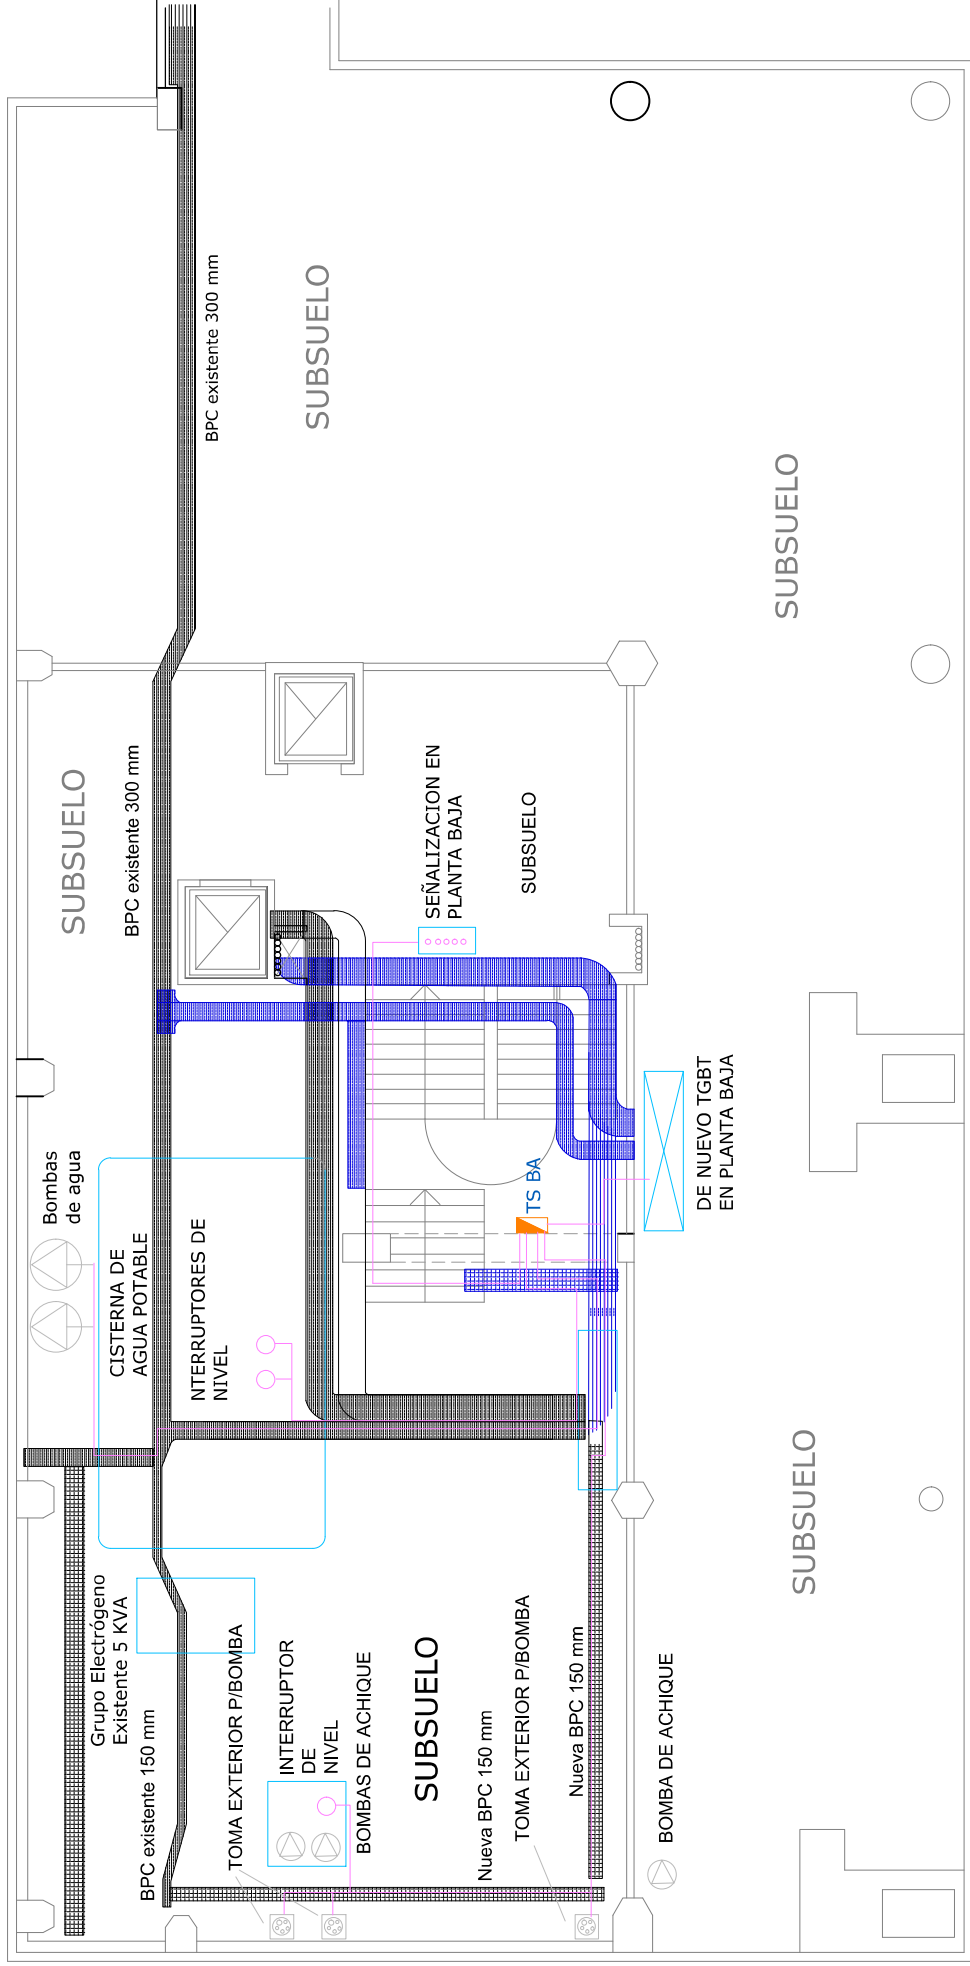 BPC existente 300 mm
SUBSUELO
SUBSUELO
SUBSUELO
BPC existente 300 mm
SEÑALIZACION EN
PLANTA BAJA
SUBSUELO
Bombas
de agua
CISTERNA DE
AGUA POTABLE
NTERRUPTORES DE
NIVEL
TS BA
DE NUEVO TGBT
EN PLANTA BAJA
SUBSUELO
Grupo Electrógeno
Existente 5 KVA
BPC existente 150 mm
TOMA EXTERIOR P/BOMBA
INTERRUPTOR
DE
NIVEL
BOMBAS DE ACHIQUE
SUBSUELO
Nueva BPC 150 mm
TOMA EXTERIOR P/BOMBA
Nueva BPC 150 mm
BOMBA DE ACHIQUE